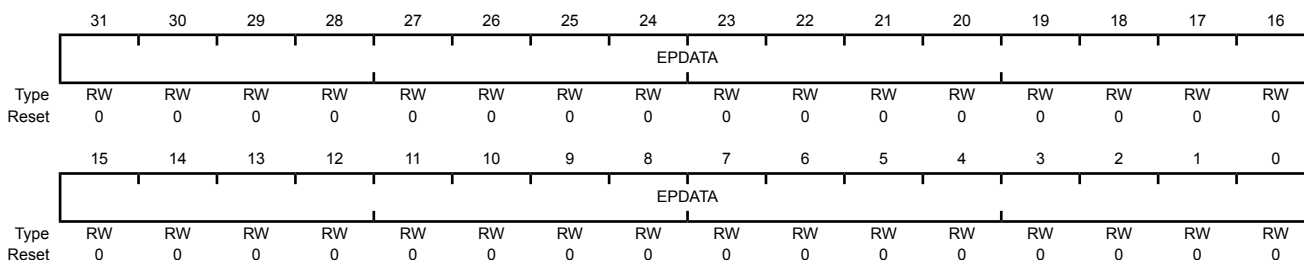 31 30 29 28 27 26 25 24 23 22 21 20 19 18 17 16
EPDATA
Type RW RW RW RW RW RW RW RW RW RW RW RW RW RW RW RW
Reset 0 0 0 0 0 0 0 0 0 0 0 0 0 0 0 0
15 14 13 12 11 10 9 8 7 6 5 4 3 2 1 0
EPDATA
Type RW RW RW RW RW RW RW RW RW RW RW RW RW RW RW RW
Reset 0 0 0 0 0 0 0 0 0 0 0 0 0 0 0 0